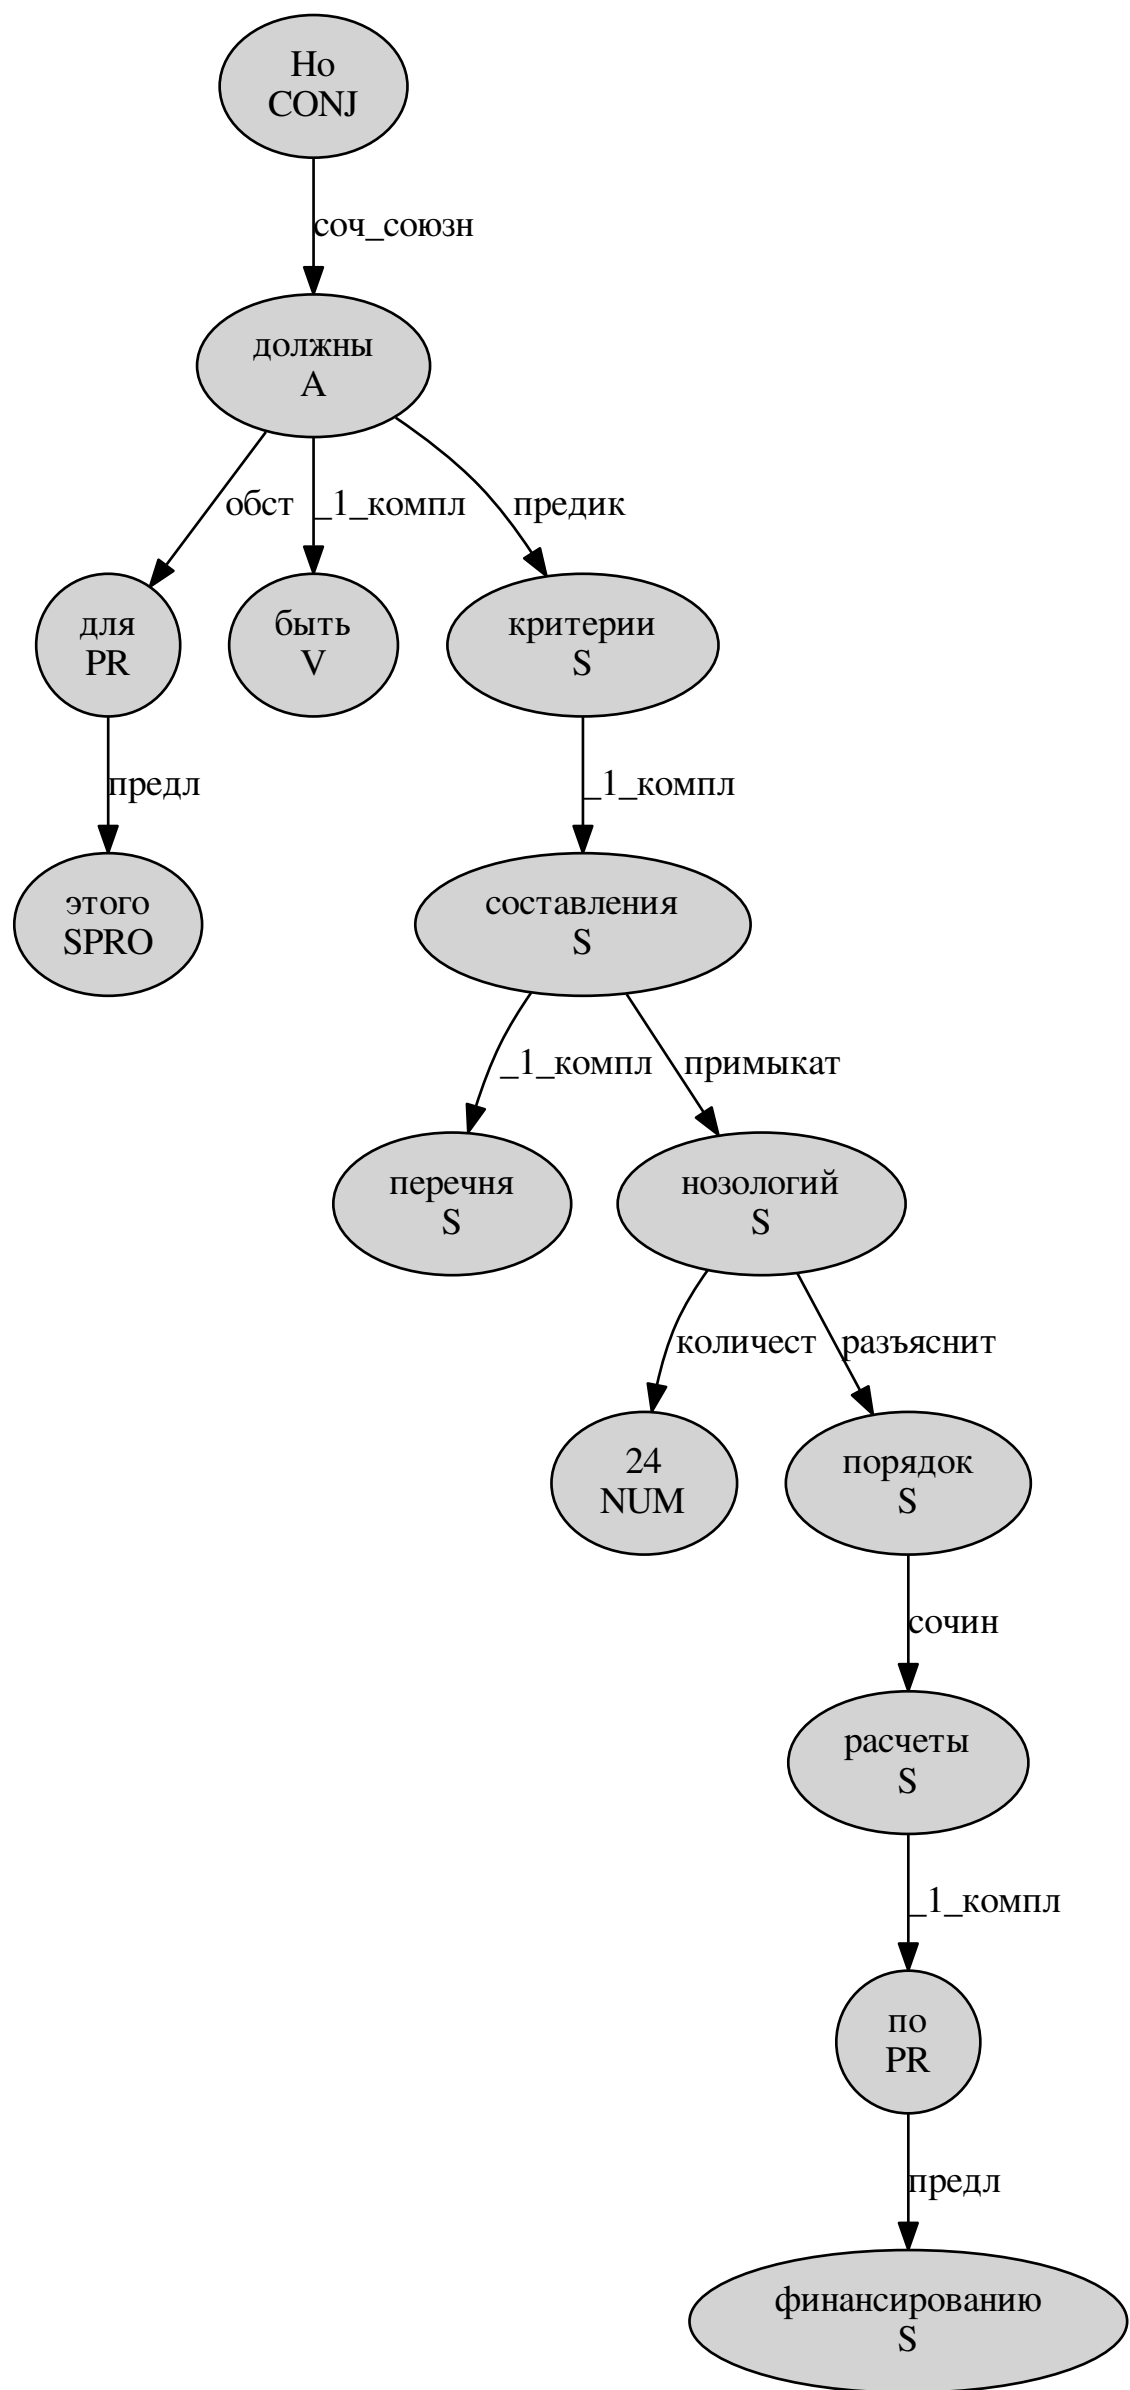 Но
CONJ
соч_союзн
должны
A
обст
_1_компл
предик
для
PR
быть
V
критерии
S
предл
_1_компл
этого
SPRO
составления
S
_1_компл
примыкат
перечня
S
нозологий
S
количест
разъяснит
24
NUM
порядок
S
сочин
расчеты
S
_1_компл
по
PR
предл
финансированию
S